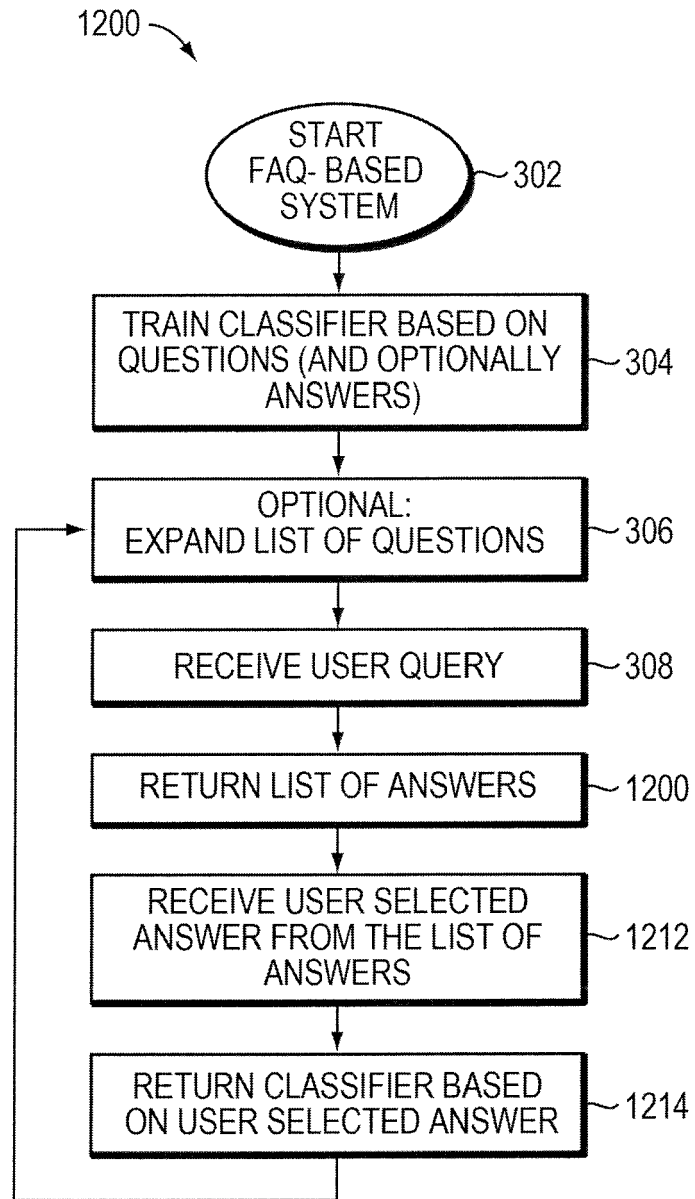 1200
START
FAQ- BASED
SYSTEM
302
TRAIN CLASSIFIER BASED ON
QUESTIONS (AND OPTIONALLY
ANSWERS)
304
OPTIONAL:
EXPAND LIST OF QUESTIONS
306
RECEIVE USER QUERY
308
RETURN LIST OF ANSWERS
1200
RECEIVE USER SELECTED
ANSWER FROM THE LIST OF
ANSWERS
1212
RETURN CLASSIFIER BASED
ON USER SELECTED ANSWER
1214